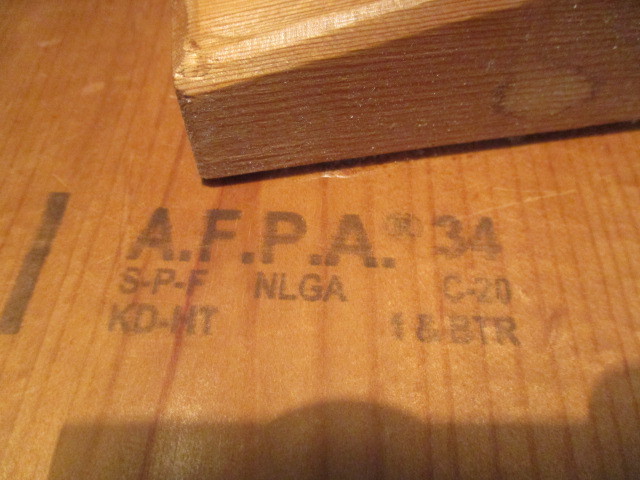 A.F.P.A.® 34
S-P-F NLGA C-20
KD-HT 1 & BTR